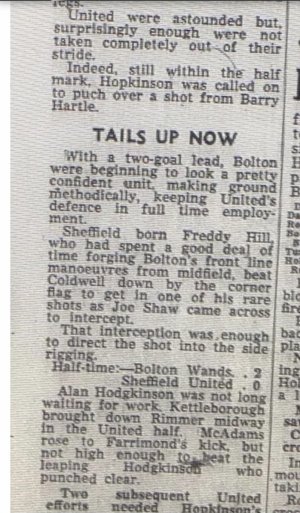 legs.
United were astounded but,
surprisingly enough were not
taken completely out of their
stride.
Indeed, still within the half
mark, Hopkinson was called on
to puch over a shot from Barry
Hartle.
TAILS UP NOW
With a two-goal lead, Bolton
were beginning to look a pretty
confident unit, making ground
methodically, keeping United's
defence in full time employ-
ment.
Sheffield born Freddy Hill
who had spent a good deal of
time forging Bolton's front line
manoeuvres from midfield, beat
Coldwell down by the corner
flag to get in one of his rare
shots as Joe Shaw came across
to intercept.
That interception was enough
to direct the shot into the side
rigging.
Half-time:—Bolton Wands. . 2
Sheffield United . 0
Alan Hodgkinson was not long
waiting for work. Kettleborough
brought down Rimmer midway
in the United half. McAdams
rose to Farrimond's kick, but
not high enough to beat the
leaping Hodgkinson who
punched clear.
Two subsequent United
efforts needed Hopkinson's